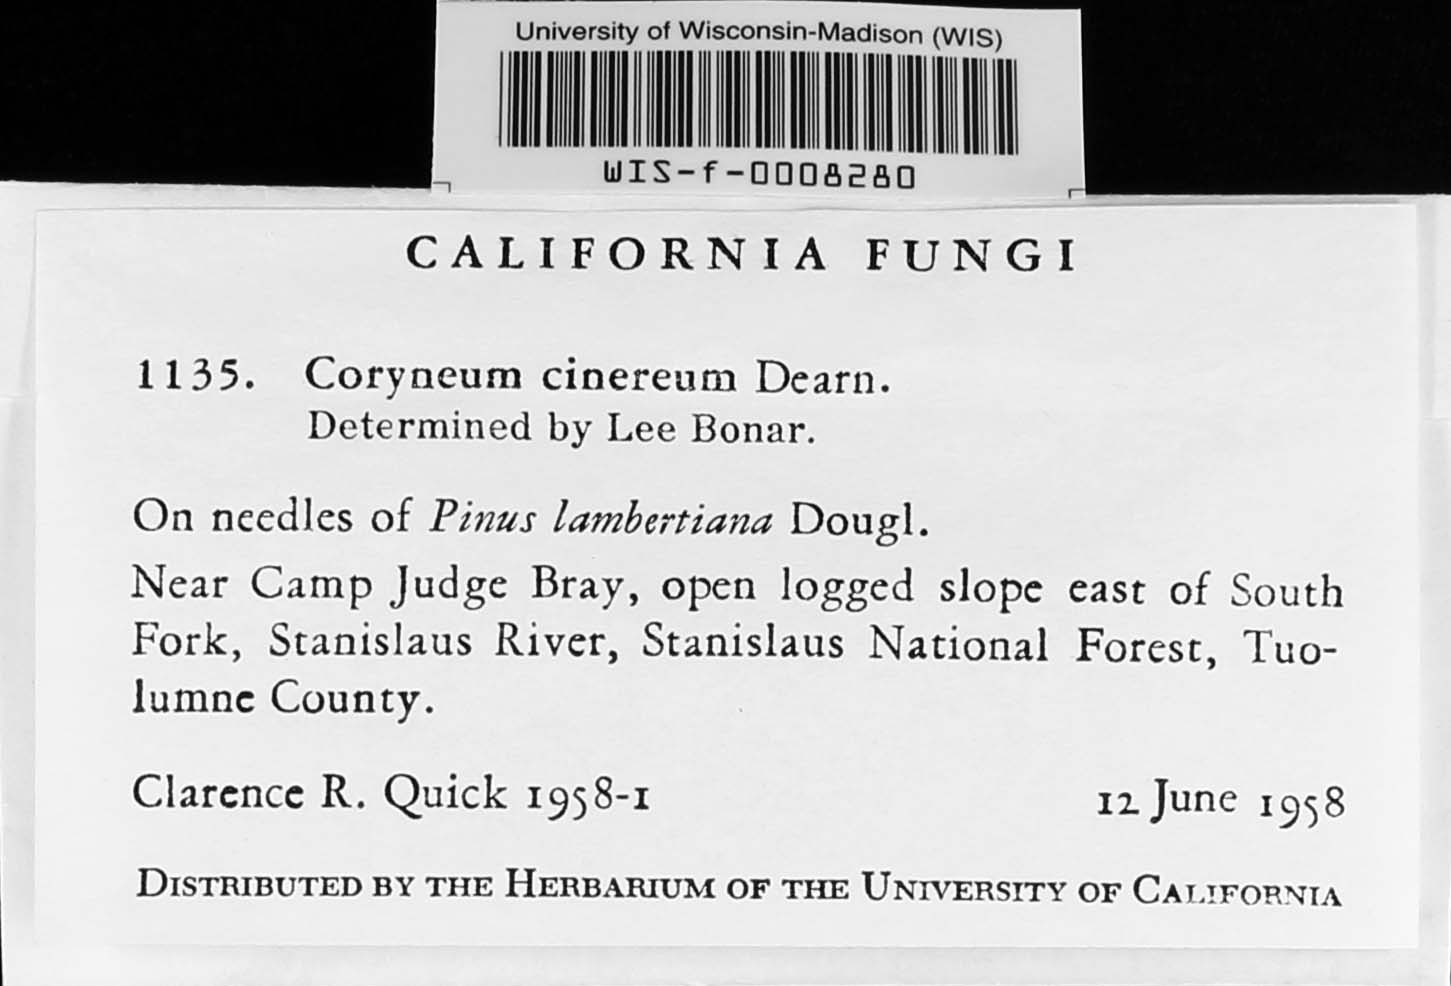 University of Wisconsin-Madison (WIS)
WIS-f-0008280
CALIFORNIA FUNGI
1135. Coryneum cinereum Dearn.
Determined by Lee Bonar.
On needles of Pinus lambertiana Dougl.
Near Camp Judge Bray, open logged slope east of South
Fork, Stanislaus River, Stanislaus National Forest, Tuo-
lumne County.
Clarence R. Quick 1958-1 12 June 1958
DISTRIBUTED BY THE HERBARIUM OF THE UNIVERSITY OF CALIFORNIA